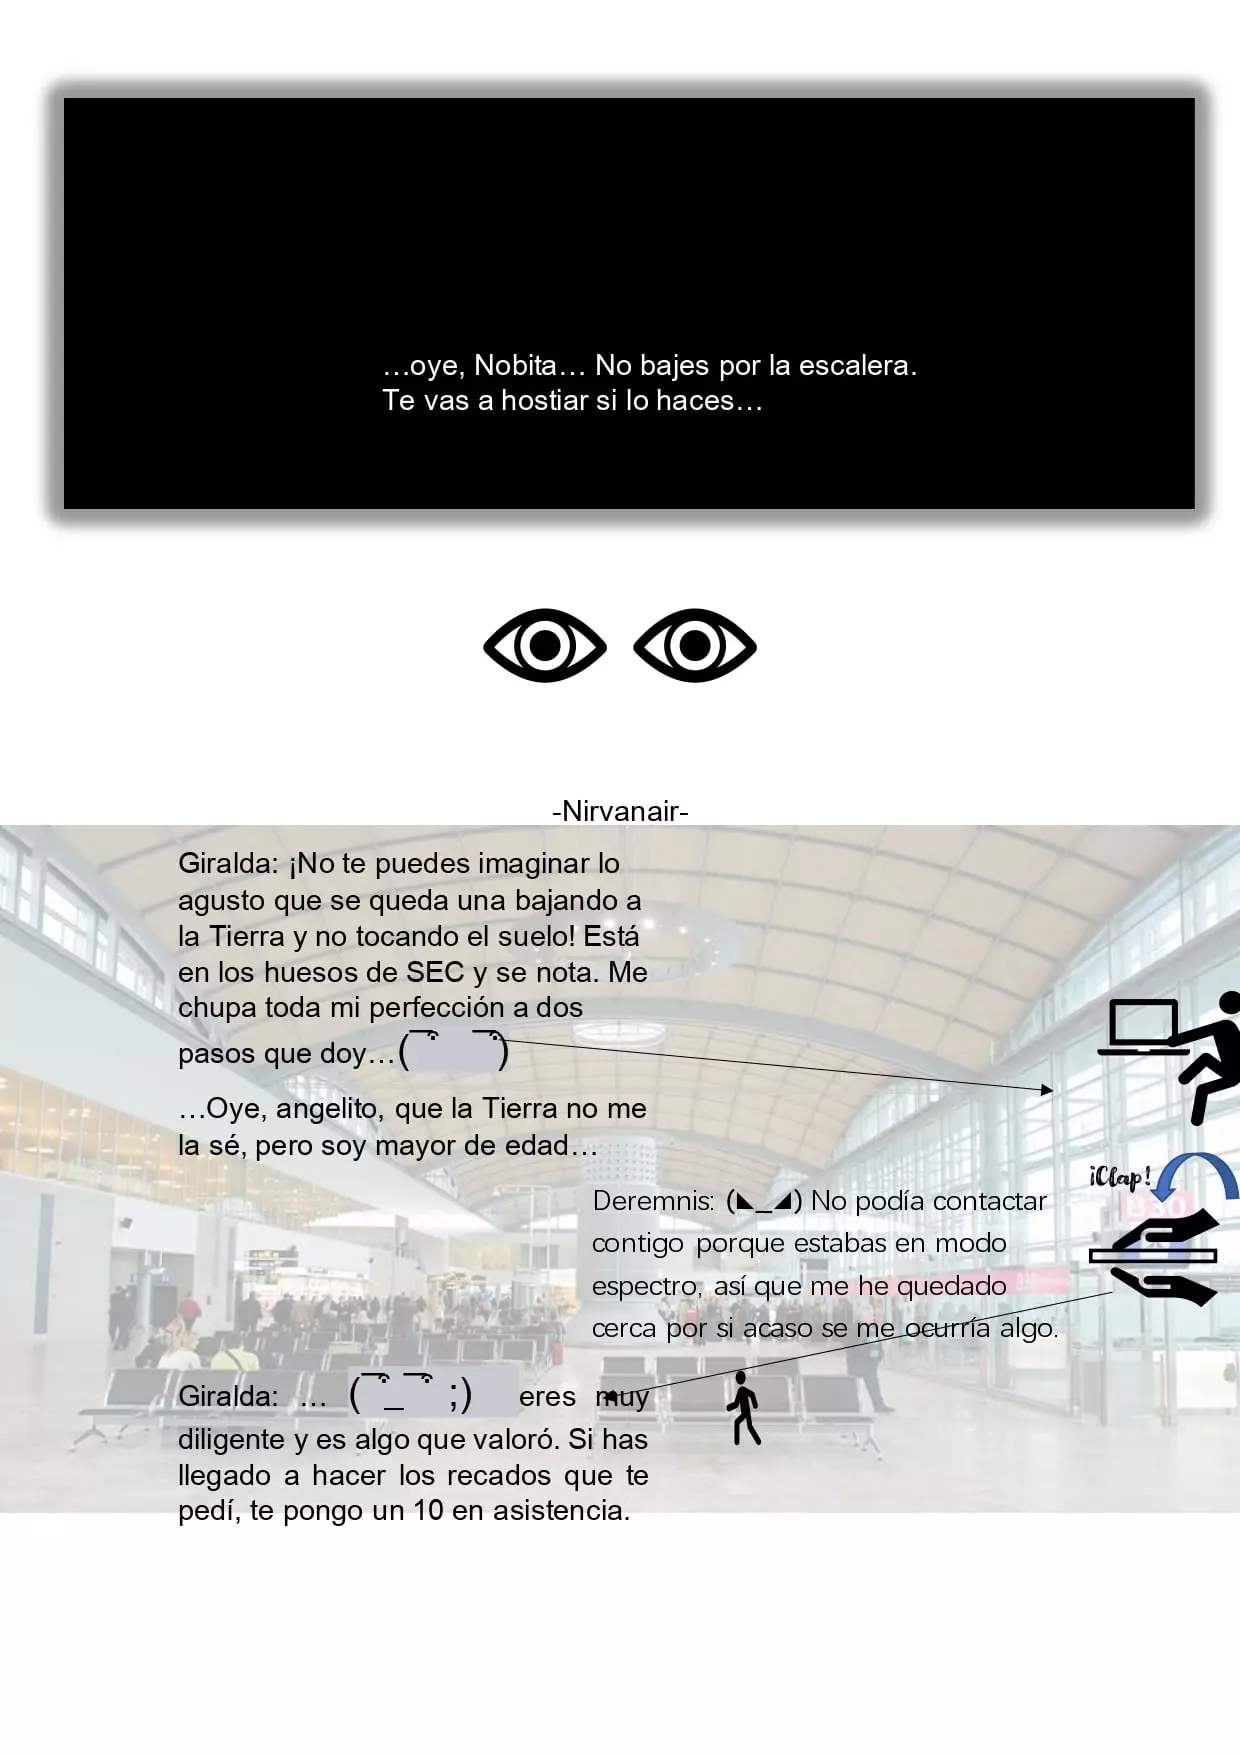 …oye, Nobita… No bajes por la escalera.
Te vas a hostiar si lo haces…
-Nirvanair-
Giralda: ¡No te puedes imaginar lo
agusto que se queda una bajando a
la Tierra y no tocando el suelo! Está
en los huesos de SEC y se nota. Me
chupa toda mi perfección a dos
pasos que doy…( ͡° ͡°)
…Oye, angelito, que la Tierra no me
la sé, pero soy mayor de edad…
¡Clap!
B30
Deremnis: (◣_◢) No podía contactar
contigo porque estabas en modo
espectro, así que me he quedado
cerca por si acaso se me ocurría algo.
Giralda: … ( ͡°_ ͡° ;) eres muy
diligente y es algo que valoró. Si has
llegado a hacer los recados que te
pedí, te pongo un 10 en asistencia.